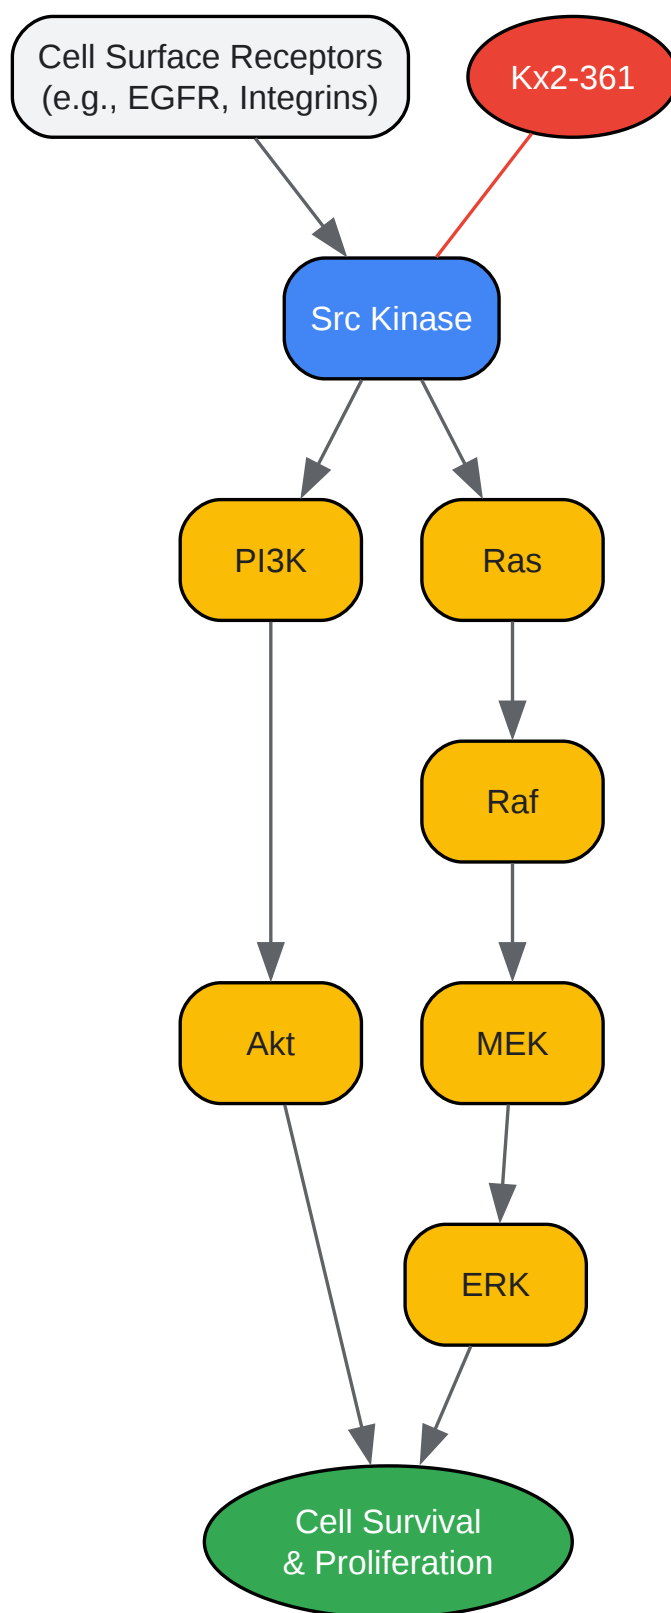 Cell Surface Receptors
(e.g., EGFR, Integrins)
Kx2-361
Src Kinase
PI3K
Ras
Raf
Akt
MEK
ERK
Cell Survival
& Proliferation